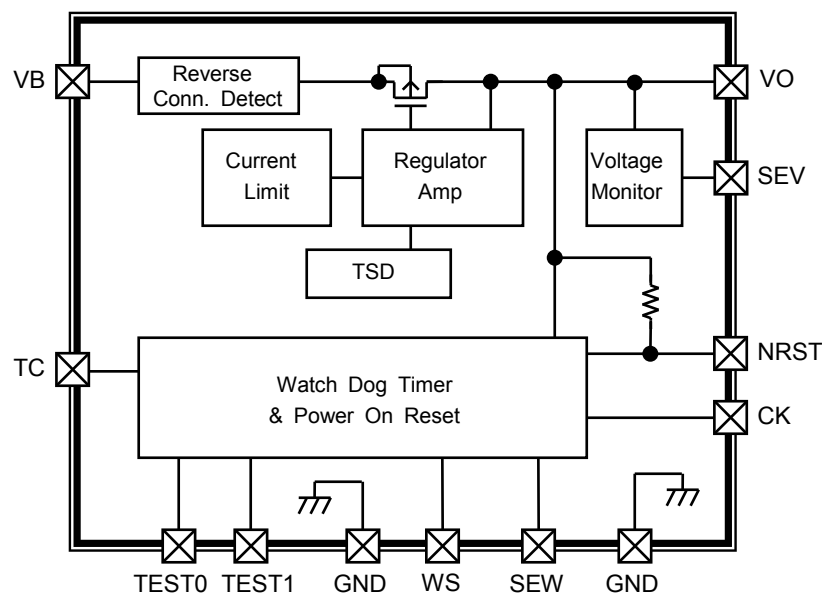 VB
Reverse
Conn. Detect
VO
Current
Limit
Regulator
Amp
Voltage
Monitor
SEV
TSD
TC
Watch Dog Timer
& Power On Reset
NRST
CK
TEST0
TEST1
GND
WS
SEW
GND